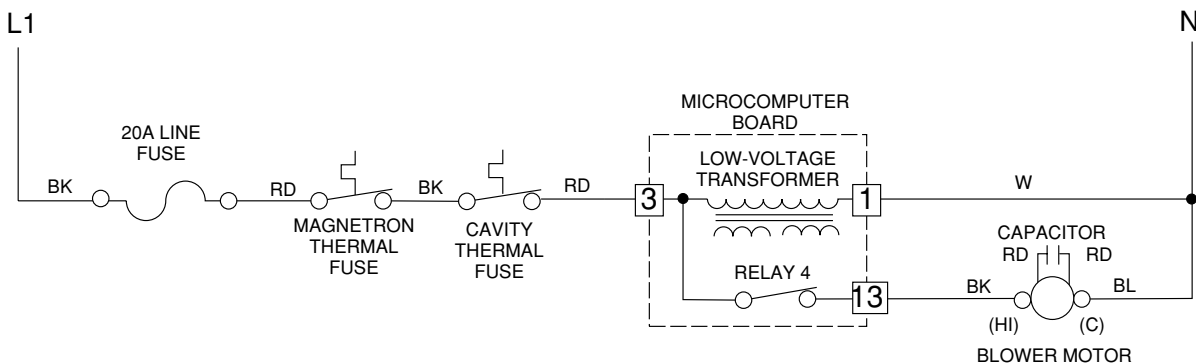 L1
N
20A LINE
FUSE
BK
RD
MAGNETRON
THERMAL
FUSE
BK
CAVITY
THERMAL
FUSE
RD
MICROCOMPUTER
BOARD
LOW-VOLTAGE
TRANSFORMER
3
1
W
RELAY 4
13
BK
CAPACITOR
RD
RD
BL
(HI)
(C)
BLOWER MOTOR